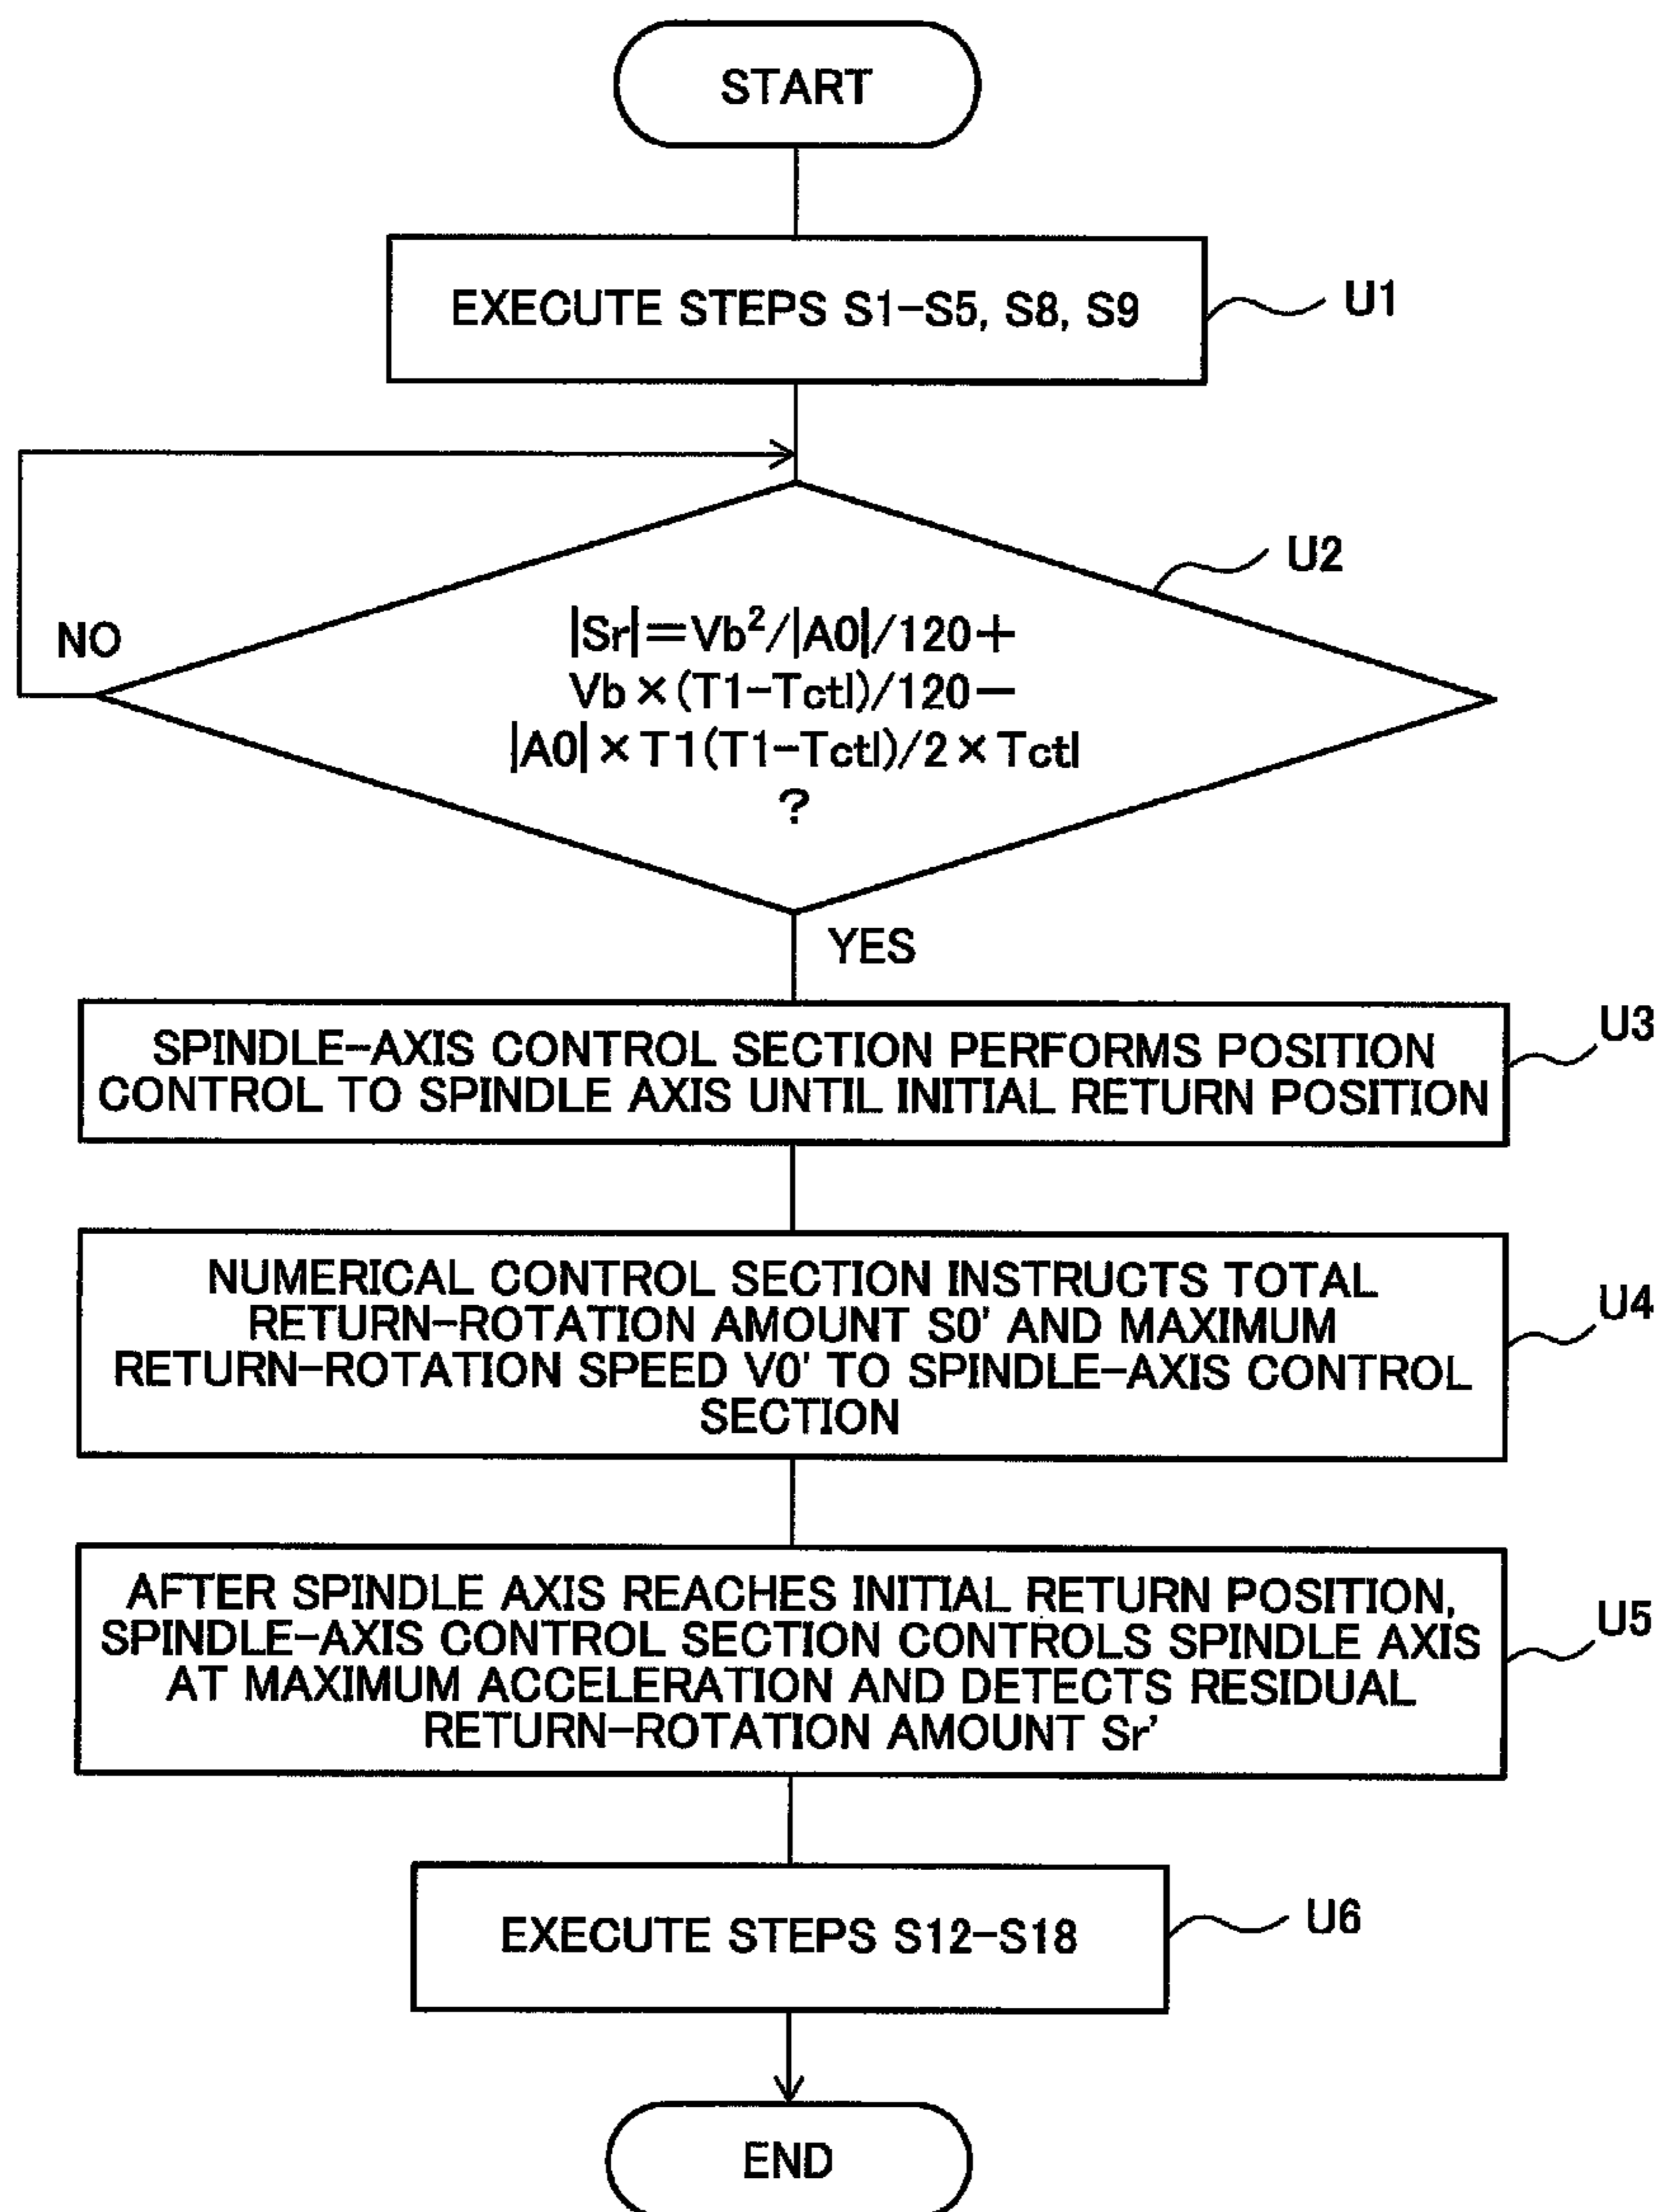 START
EXECUTE STEPS S1-S5, S8, S9
U1
U2
NO
|Sr|=Vb²/|A0|/120+
Vb×(T1-Tctl)/120-
|A0|×T1(T1-Tctl)/2×Tctl
?
YES
SPINDLE-AXIS CONTROL SECTION PERFORMS POSITION
CONTROL TO SPINDLE AXIS UNTIL INITIAL RETURN POSITION
U3
NUMERICAL CONTROL SECTION INSTRUCTS TOTAL
RETURN-ROTATION AMOUNT S0' AND MAXIMUM
RETURN-ROTATION SPEED V0' TO SPINDLE-AXIS CONTROL
SECTION
U4
AFTER SPINDLE AXIS REACHES INITIAL RETURN POSITION,
SPINDLE-AXIS CONTROL SECTION CONTROLS SPINDLE AXIS
AT MAXIMUM ACCELERATION AND DETECTS RESIDUAL
RETURN-ROTATION AMOUNT Sr'
U5
EXECUTE STEPS S12-S18
U6
END